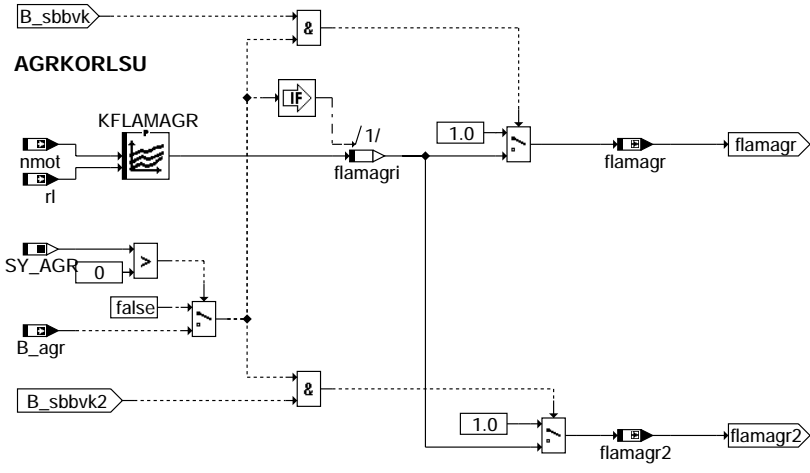 B_sbbvk
&
AGRKORLSU
IF
KFLAMAGR
P
/1/
1.0
nmot
flamagri
flamagr
flamagr
rl
SY_AGR
0
>
false
B_agr
B_sbbvk2
&
1.0
flamagr2
flamagr2